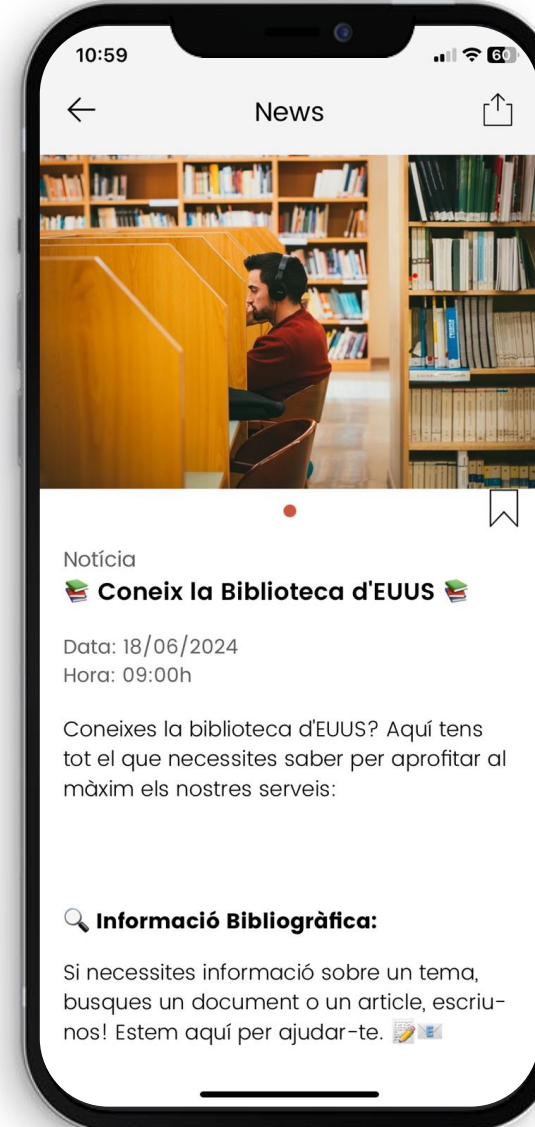 10:59
60
News
Notícia
📚 Coneix la Biblioteca d'EUUS 📚
Data: 18/06/2024
Hora: 09:00h
Coneixes la biblioteca d'EUUS? Aquí tens
tot el que necessites saber per aprofitar al
màxim els nostres serveis:
🔍 Informació Bibliogràfica:
Si necessites informació sobre un tema,
busques un document o un article, escriu-
nos! Estem aquí per ajudar-te. 📝📧